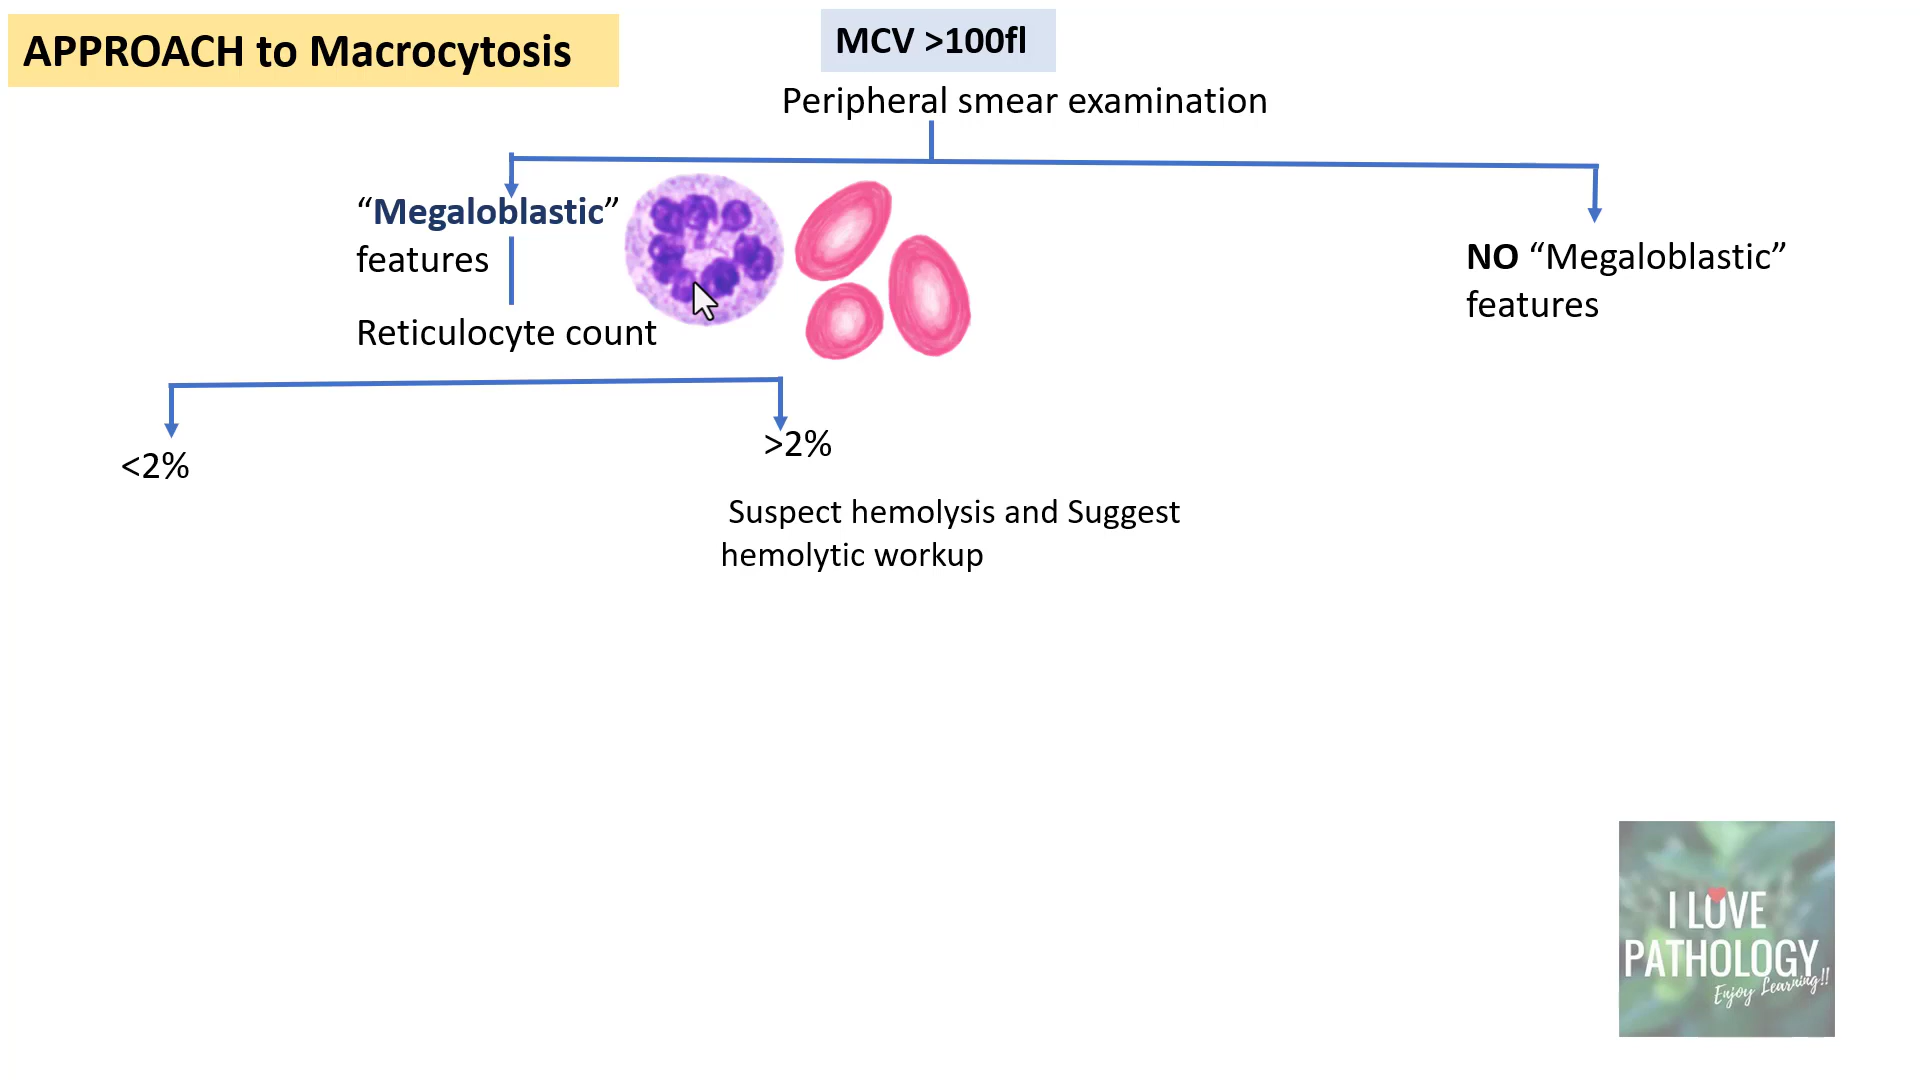 APPROACH to Macrocytosis
MCV >100fl
Peripheral smear examination
“Megaloblastic”
features
Reticulocyte count
NO “Megaloblastic”
features
<2%
>2%
Suspect hemolysis and Suggest
hemolytic workup
I LOVE
PATHOLOGY
Enjoy Learning!!